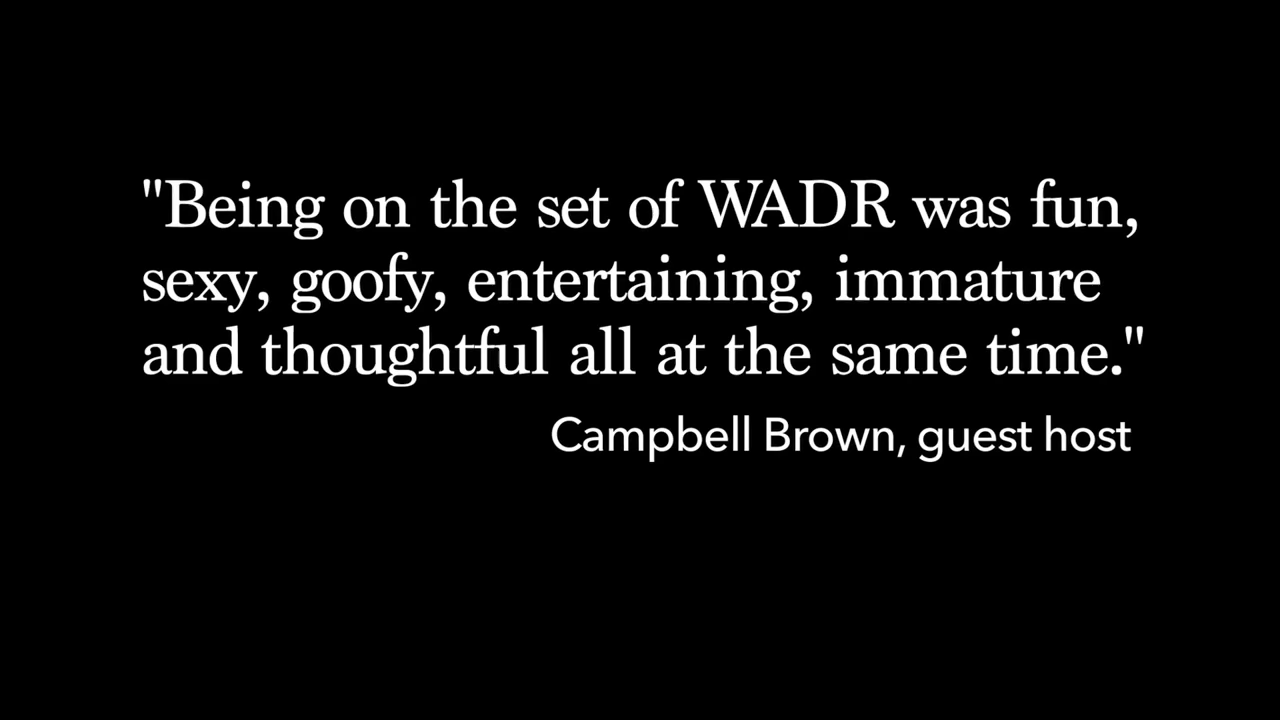 "Being on the set of WADR was fun,
sexy, goofy, entertaining, immature
and thoughtful all at the same time."
Campbell Brown, guest host